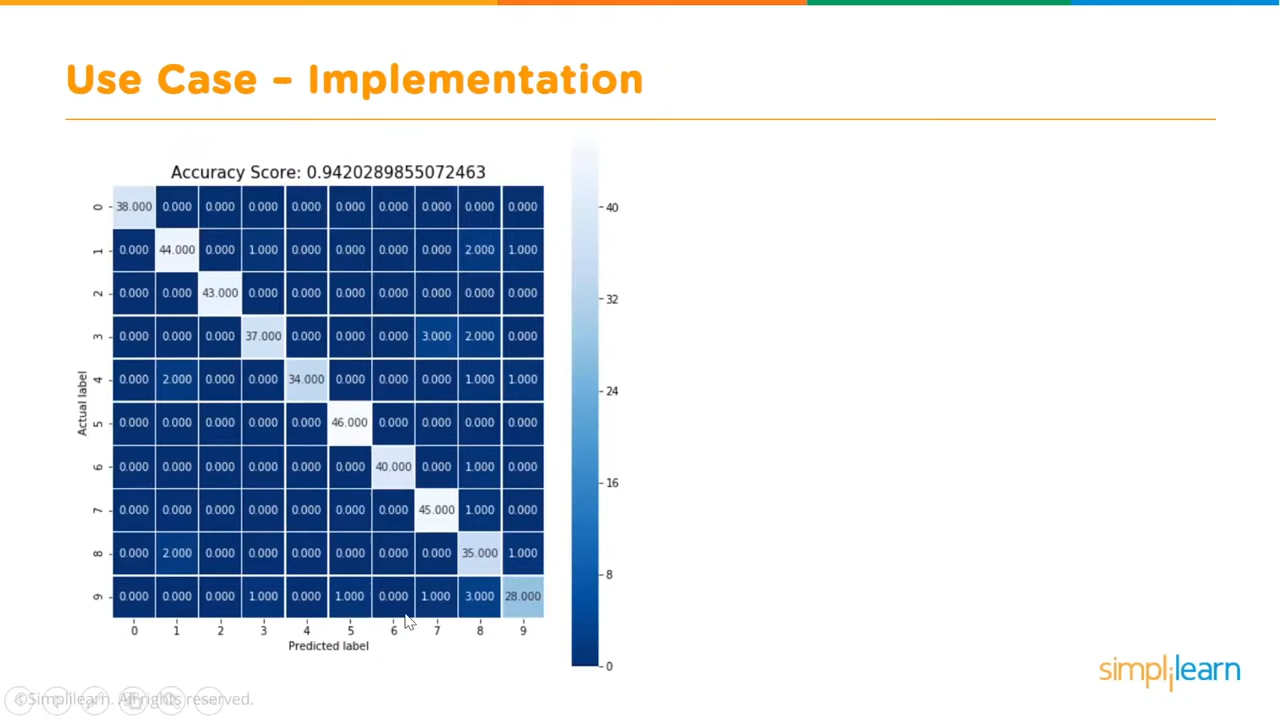 Use Case – Implementation
Accuracy Score: 0.9420289855072463
0 38.000 0.000 0.000 0.000 0.000 0.000 0.000 0.000 0.000 0.000
1 0.000 44.000 0.000 1.000 0.000 0.000 0.000 0.000 2.000 1.000
2 0.000 0.000 43.000 0.000 0.000 0.000 0.000 0.000 0.000 0.000
3 0.000 0.000 0.000 37.000 0.000 0.000 0.000 3.000 2.000 0.000
4 0.000 2.000 0.000 0.000 34.000 0.000 0.000 0.000 1.000 1.000
5 0.000 0.000 0.000 0.000 0.000 46.000 0.000 0.000 0.000 0.000
6 0.000 0.000 0.000 0.000 0.000 0.000 40.000 0.000 1.000 0.000
7 0.000 0.000 0.000 0.000 0.000 0.000 0.000 45.000 1.000 0.000
8 0.000 2.000 0.000 0.000 0.000 0.000 0.000 0.000 35.000 1.000
9 0.000 0.000 0.000 1.000 0.000 1.000 0.000 1.000 3.000 28.000
0 1 2 3 4 5 6 7 8 9
Actual label
Predicted label
40
32
24
16
8
0
simplilearn
©Simplilearn. All rights reserved.